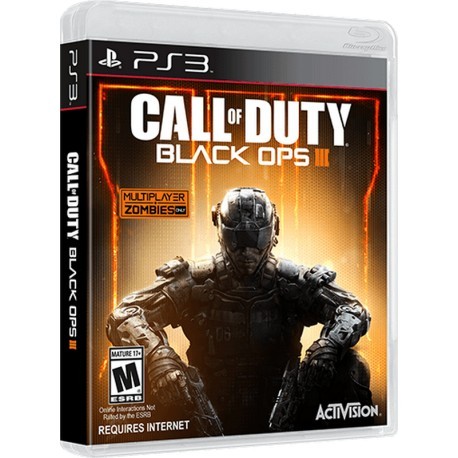 PS3
CALL OF DUTY
BLACK OPS III
MULTIPLAYER
ZOMBIES ONLY
MATURE 17+
M
ESRB
Online Interactions Not
Rated by the ESRB
REQUIRES INTERNET
ACTIVISION
PS3
CALL OF DUTY BLACK OPS III